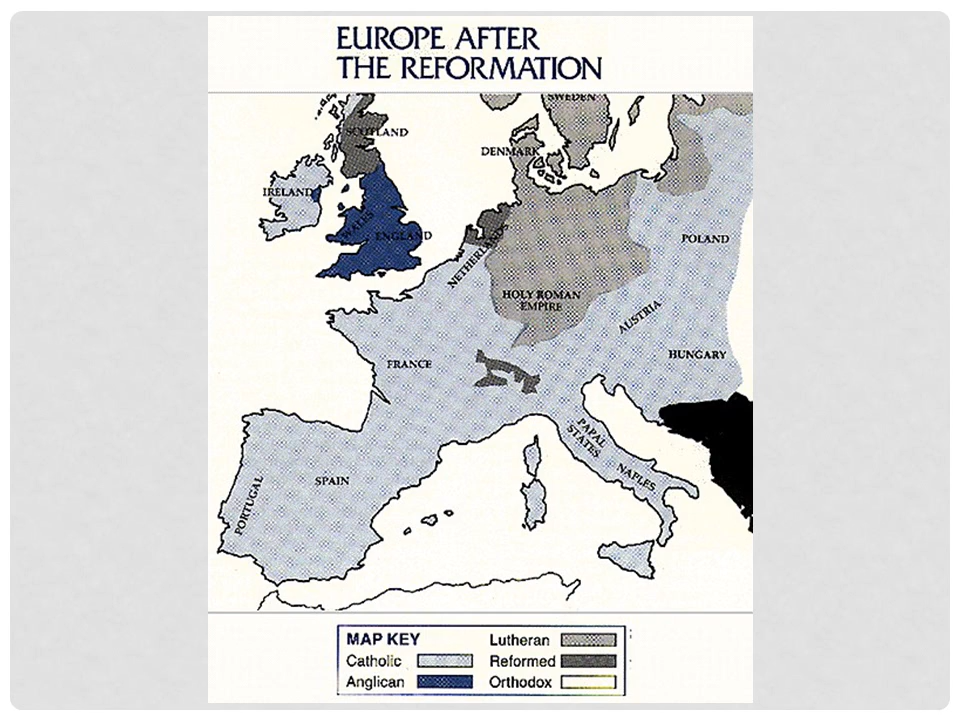 EUROPE AFTER
THE REFORMATION
SWEDEN
SCOTLAND
DENMARK
IRELAND
WALES
ENGLAND
NETHERLANDS
POLAND
HOLY ROMAN
EMPIRE
AUSTRIA
HUNGARY
FRANCE
PAPAL
STATES
NAPLES
SPAIN
PORTUGAL
MAP KEY
Catholic
Anglican
Lutheran
Reformed
Orthodox